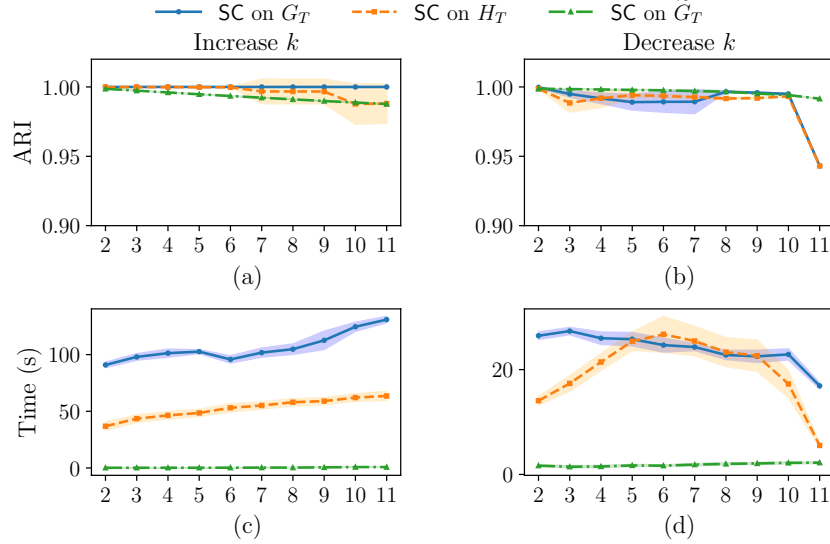 SC on G_T SC on H_T SC on G̃_T
Increase k Decrease k
ARI
1.00
0.95
0.90
2 3 4 5 6 7 8 9 10 11
(a)
1.00
0.95
0.90
2 3 4 5 6 7 8 9 10 11
(b)
Time (s)
100
50
0
2 3 4 5 6 7 8 9 10 11
(c)
20
0
2 3 4 5 6 7 8 9 10 11
(d)